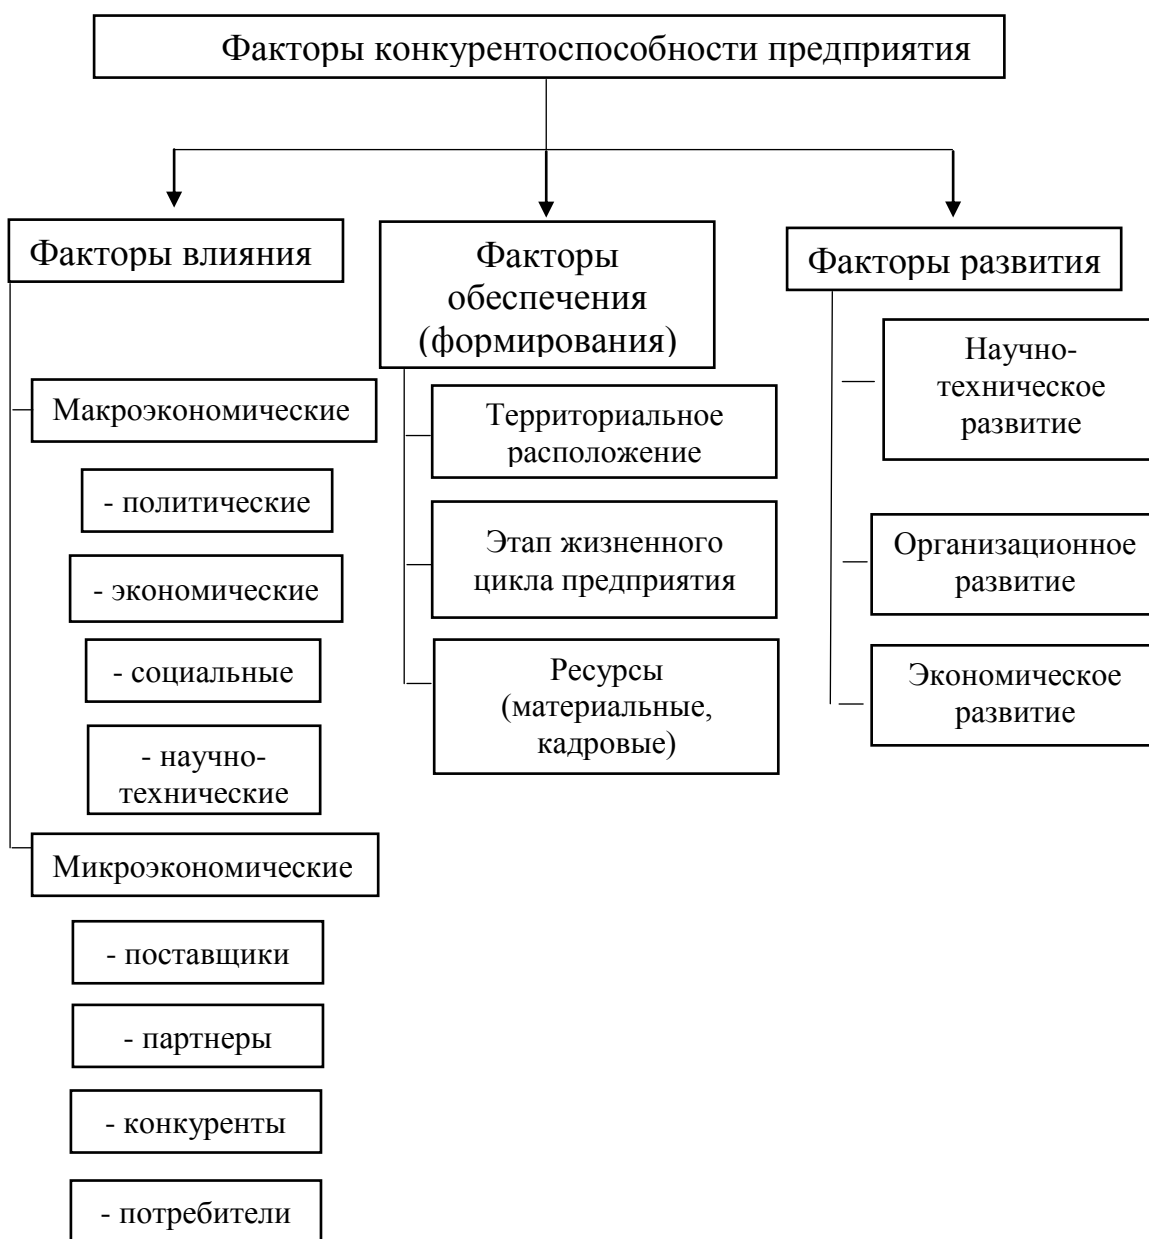 Факторы конкурентоспособности предприятия
Факторы влияния
Макроэкономические
- политические
- экономические
- социальные
- научно-
технические
Микроэкономические
- поставщики
- партнеры
- конкуренты
- потребители
Факторы
обеспечения
(формирования)
Территориальное
расположение
Этап жизненного
цикла предприятия
Ресурсы
(материальные,
кадровые)
Факторы развития
Научно-
техническое
развитие
Организационное
развитие
Экономическое
развитие